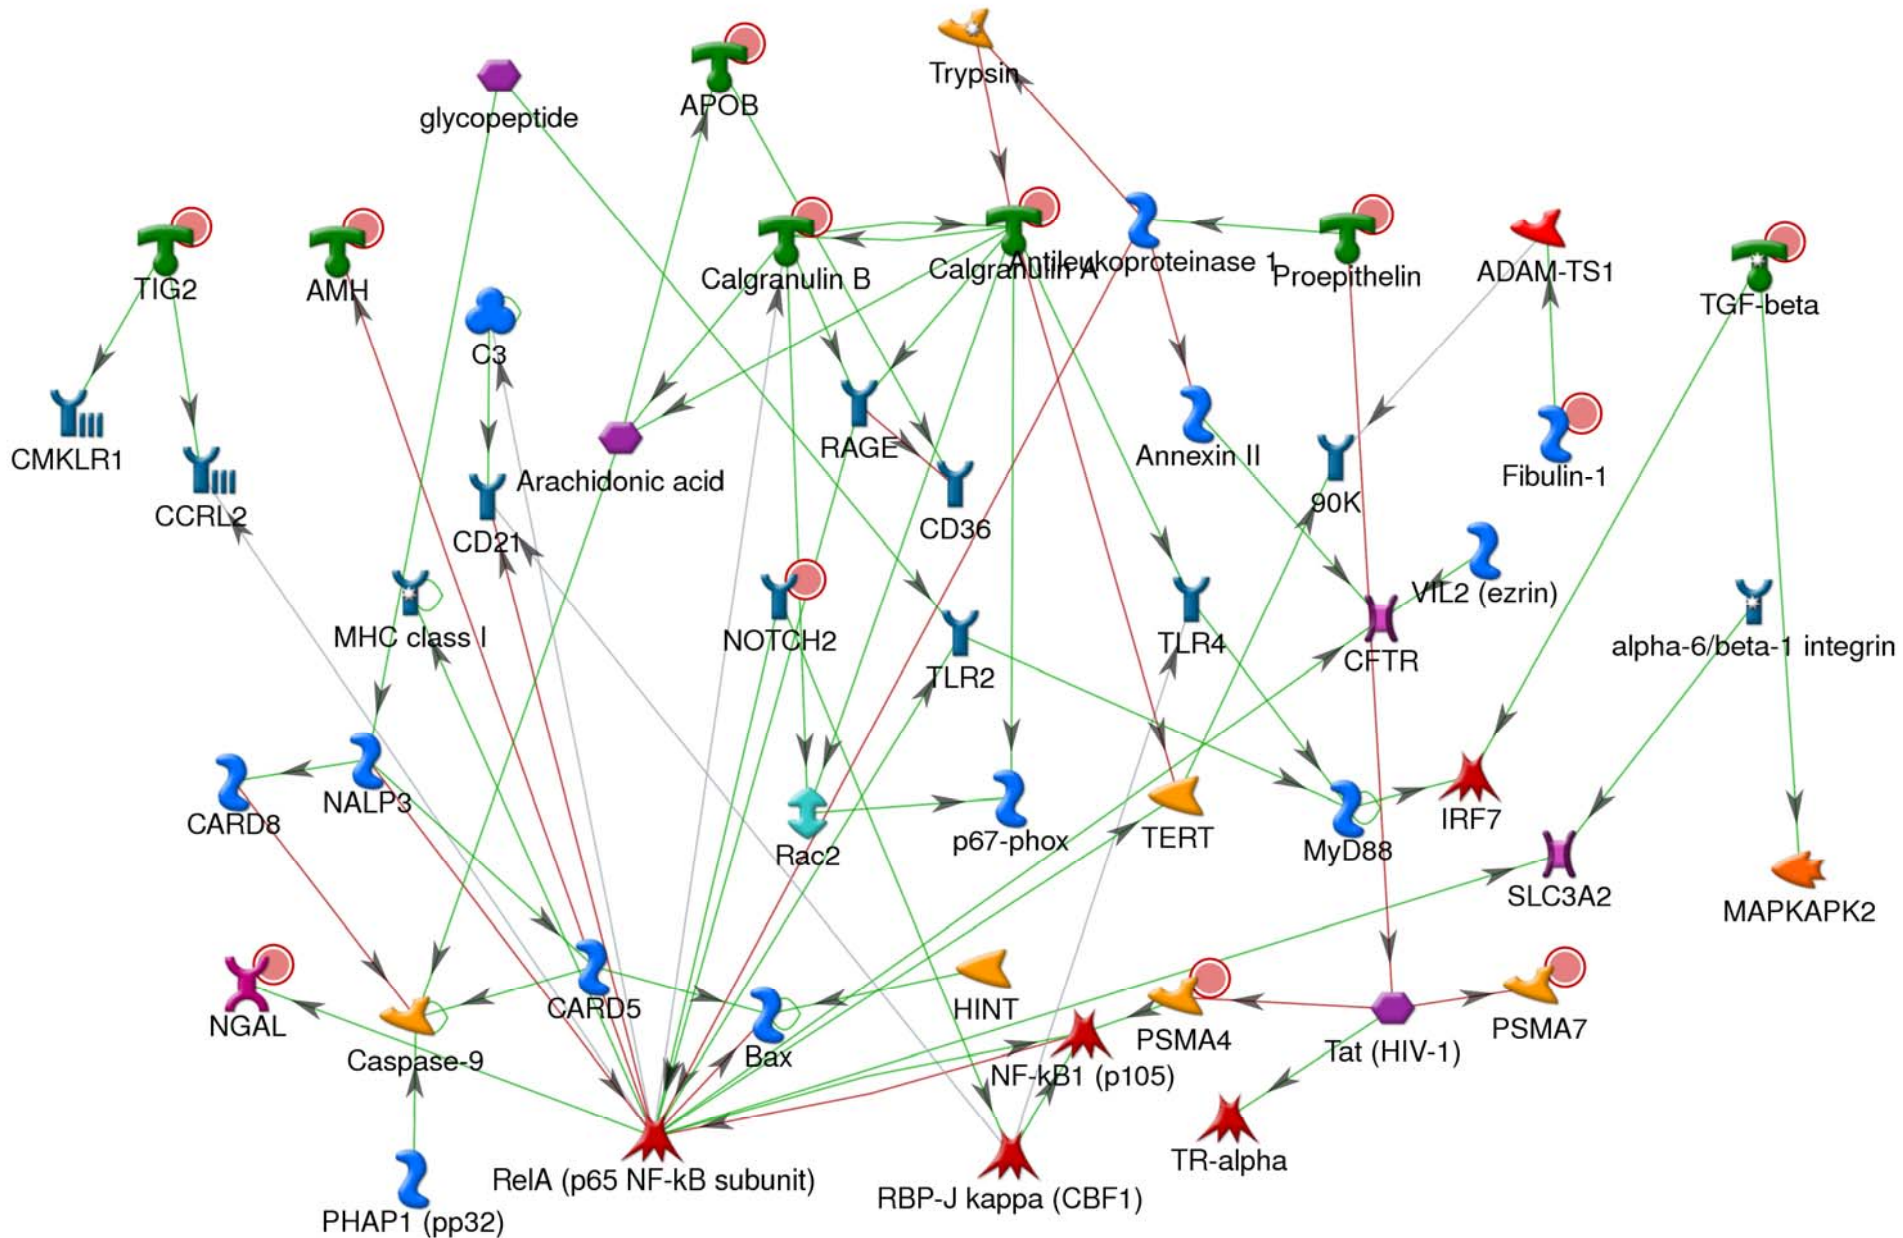 Trypsin
APOB
glycopeptide
TIG2
AMH
Calgranulin B
Calgranulin A
Antileukoproteinase 1
Proepithelin
ADAM-TS1
TGF-beta
C3
CMKLR1
CCRL2
CD21
Arachidonic acid
RAGE
CD36
Annexin II
90K
Fibulin-1
MHC class I
NOTCH2
TLR2
TLR4
CFTR
VIL2 (ezrin)
alpha-6/beta-1 integrin
CARD8
NALP3
Rac2
p67-phox
TERT
MyD88
IRF7
SLC3A2
MAPKAPK2
NGAL
Caspase-9
CARD5
Bax
HINT
NF-kB1 (p105)
PSMA4
Tat (HIV-1)
PSMA7
PHAP1 (pp32)
RelA (p65 NF-kB subunit)
RBP-J kappa (CBF1)
TR-alpha